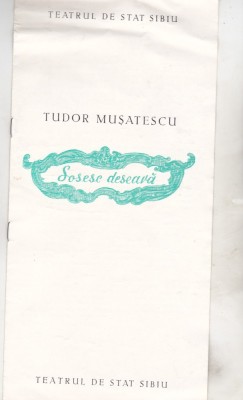 TEATRUL DE STAT SIBIU
TUDOR MUȘATESCU
Sosesc deseară
TEATRUL DE STAT SIBIU